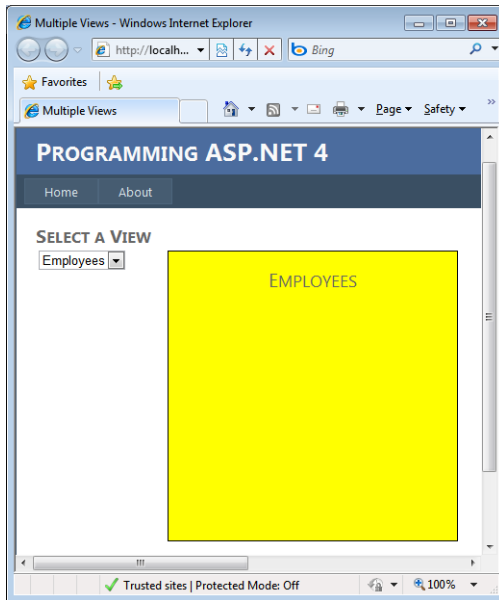 Multiple Views - Windows Internet Explorer
http://localh...
Bing
Favorites
Multiple Views
Page
Safety
»
PROGRAMMING ASP.NET 4
Home
About
SELECT A VIEW
Employees
EMPLOYEES
Trusted sites | Protected Mode: Off
100%